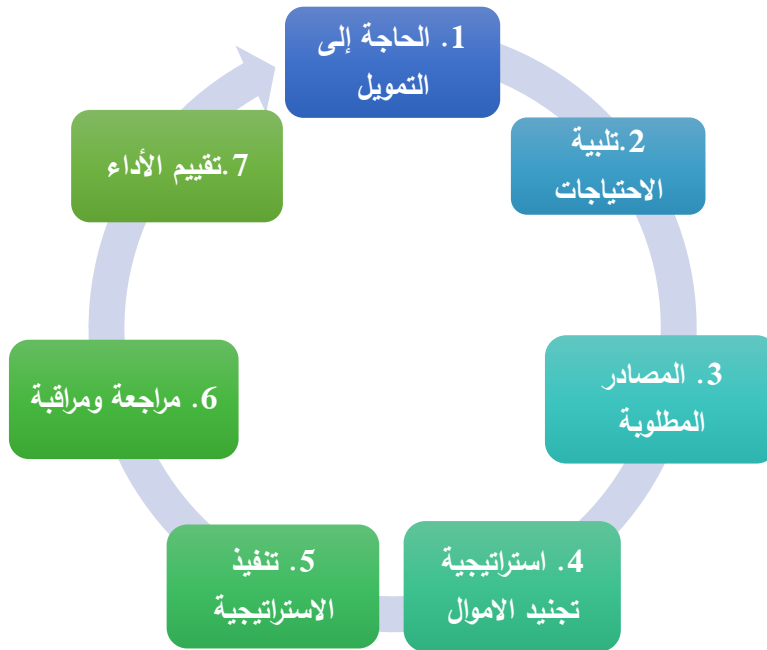 1. الحاجة إلى
التمويل
2.تلبية
الاحتياجات
3. المصادر
المطلوبة
4. استراتيجية
تجنيد الاموال
5. تنفيذ
الاستراتيجية
6. مراجعة ومراقبة
7.تقييم الأداء